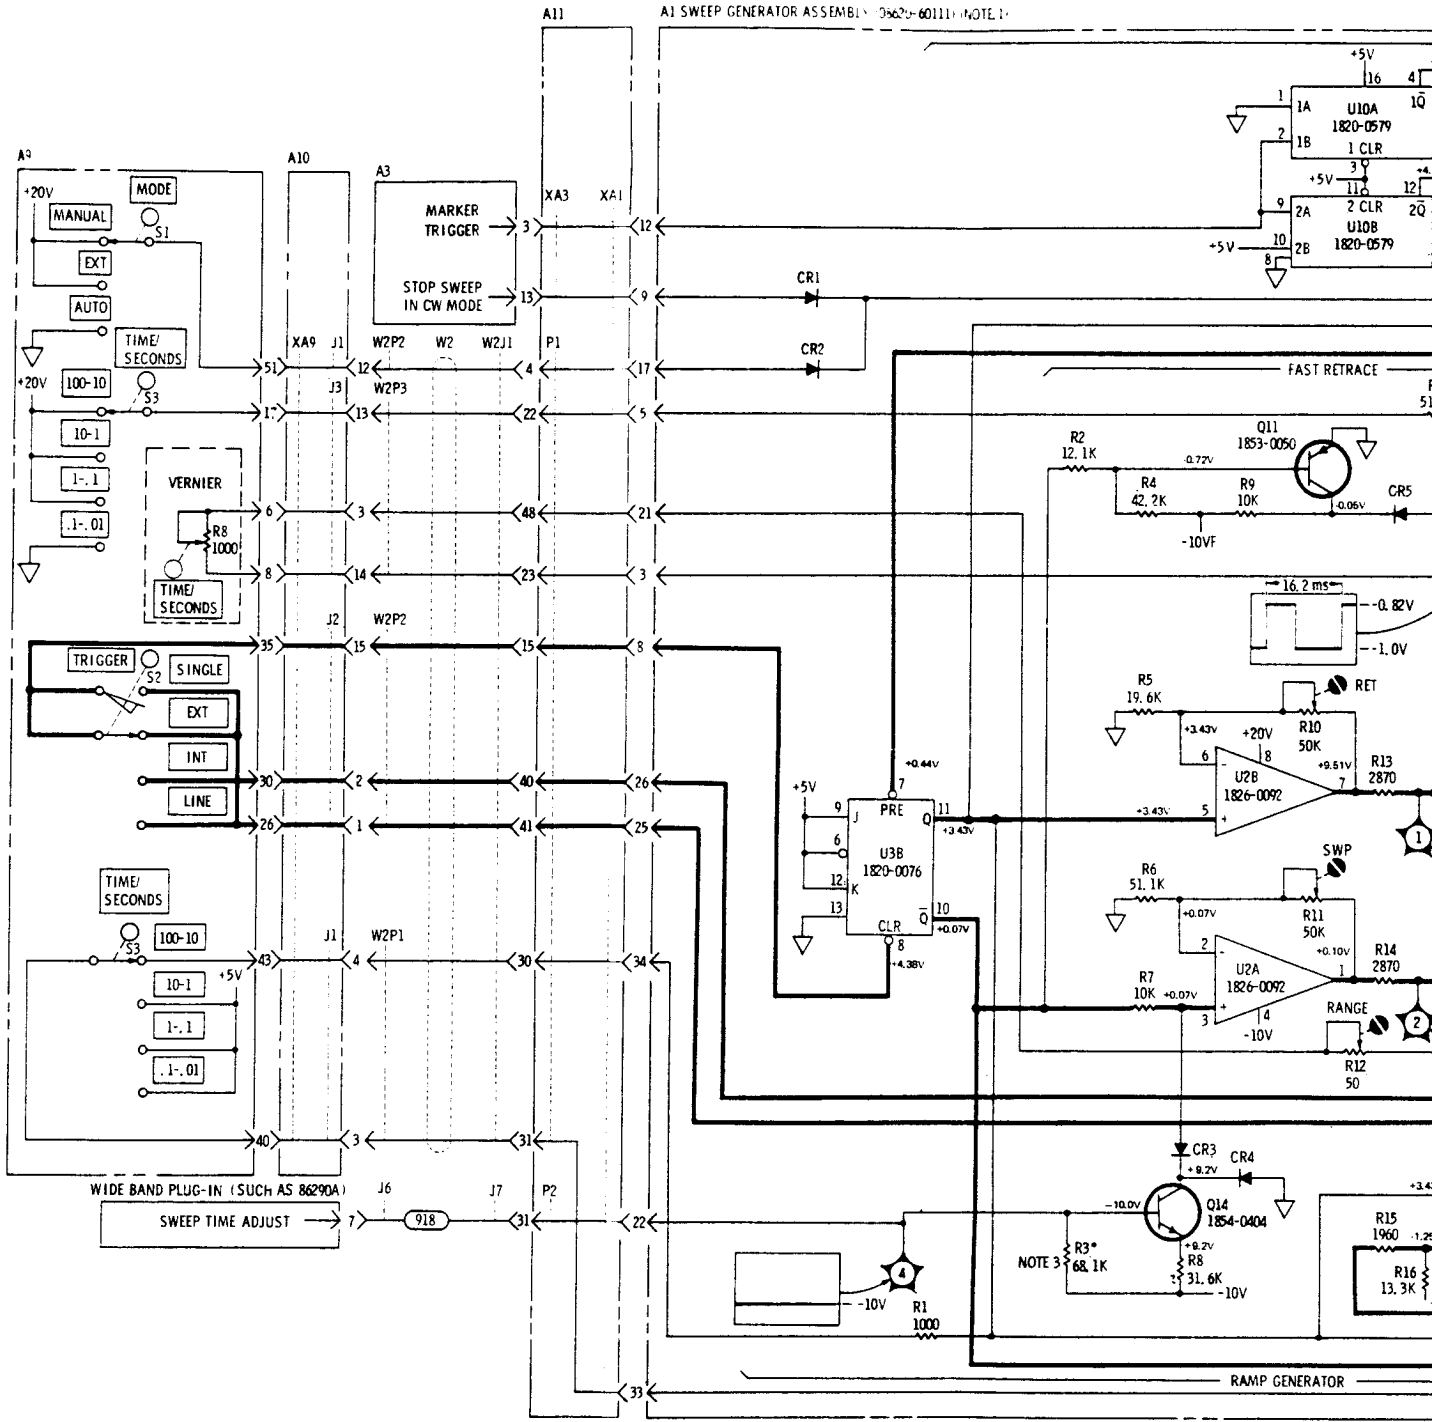 A11
A1 SWEEP GENERATOR ASSEMBLY (08620-60111) (NOTE 1)
+5V
16
4
1
1A
U10A
1820-0579
1Q̅
2
1B
1 CLR
3
+5V
11
12
+4.
9
2A
2 CLR
2Q̅
U10B
1820-0579
+5V
10
2B
8
A9
A10
A3
+20V
MODE
MANUAL
S1
EXT
AUTO
MARKER
TRIGGER
3
XA3
XA1
12
STOP SWEEP
IN CW MODE
13
9
CR1
TIME/
SECONDS
XA9
J1
W2P2
W2
W2J1
P1
51
12
4
17
CR2
FAST RETRACE
+20V
100-10
S3
J3
W2P3
17
13
22
5
R
51
10-1
1-.1
.1-.01
VERNIER
R8
1000
TIME/
SECONDS
6
3
48
21
8
14
23
3
R2
12.1K
-0.72V
Q11
1853-0050
R4
42.2K
R9
10K
-0.05V
CR5
-10VF
16.2 ms
-0.82V
-1.0V
J2
W2P2
35
15
15
8
TRIGGER
S2
SINGLE
EXT
INT
LINE
30
2
40
26
26
1
41
25
R5
19.6K
RET
R10
50K
+3.43V
+20V
8
6
-
U2B
1826-0092
+9.51V
7
R13
2870
5
+
+3.43V
1
+0.44V
7
+5V
9
J
PRE
11
Q
+3.43V
6
U3B
1820-0076
12
K
13
CLR
Q̅
10
+0.07V
8
+4.38V
R6
51.1K
SWP
R11
50K
+0.07V
2
-
U2A
1826-0092
+0.10V
1
R14
2870
R7
10K
+0.07V
3
+
4
-10V
RANGE
2
R12
50
TIME/
SECONDS
S3
100-10
+5V
10-1
1-.1
.1-.01
J1
W2P1
43
4
30
34
40
3
31
CR3
+9.2V
CR4
WIDE BAND PLUG-IN (SUCH AS 86290A)
J6
J7
P2
SWEEP TIME ADJUST
7
918
31
22
-10.0V
Q14
1854-0404
+9.2V
NOTE 3
R3*
68.1K
R8
31.6K
-10V
4
-10V
R1
1000
+3.4
R15
1960
-1.25
R16
13.3K
33
RAMP GENERATOR